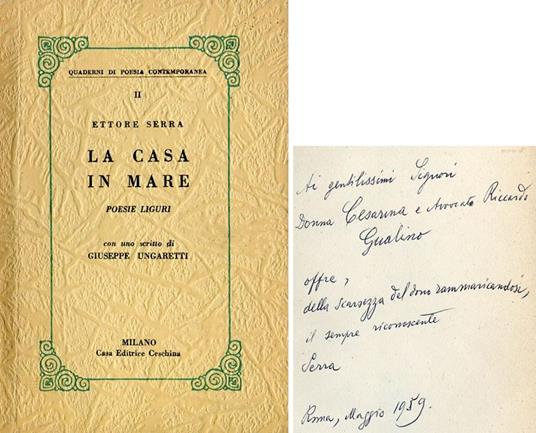 QUADERNI DI POESIA CONTEMPORANEA
II
ETTORE SERRA
LA CASA
IN MARE
POESIE LIGURI
con uno scritto di
GIUSEPPE UNGARETTI
MILANO
Casa Editrice Ceschina
Ai gentilissimi Signori
Donna Cesarina e Avvocato Riccardo
Gualino
offre,
della scarsezza del dono rammaricandosi,
il sempre riconoscente
Serra
Roma, Maggio 1959.